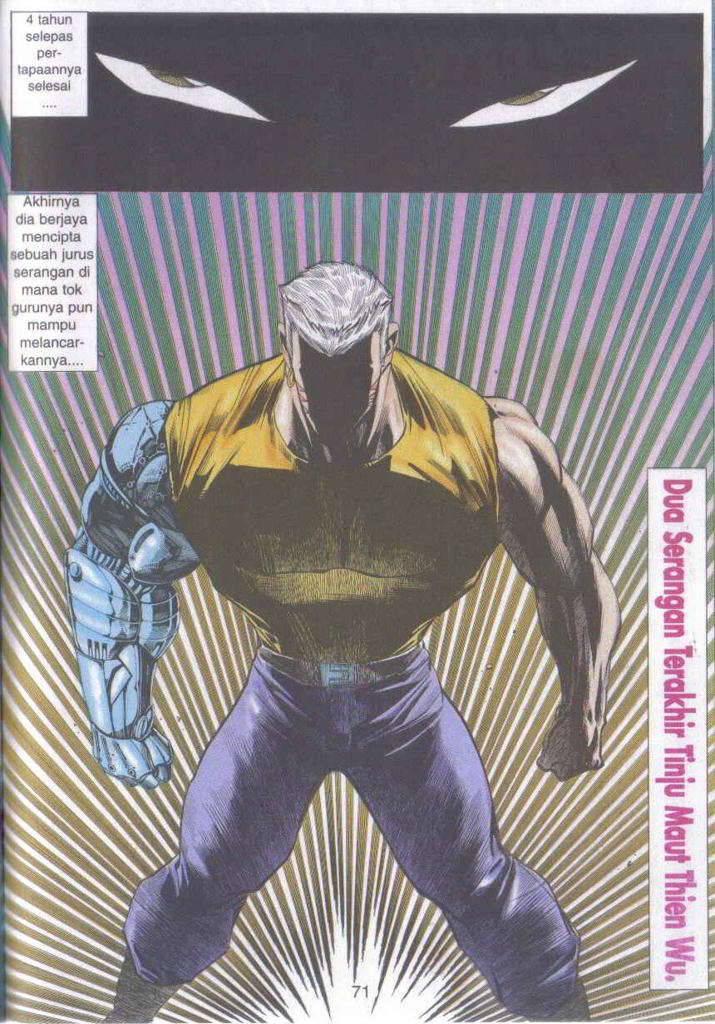 4 tahun
selepas
per-
tapaannya
selesai
....
Akhirnya
dia berjaya
mencipta
sebuah jurus
serangan di
mana tok
gurunya pun
mampu
melancar-
kannya....
Dua Serangan Terakhir Tinju Maut Thien Wu.
71